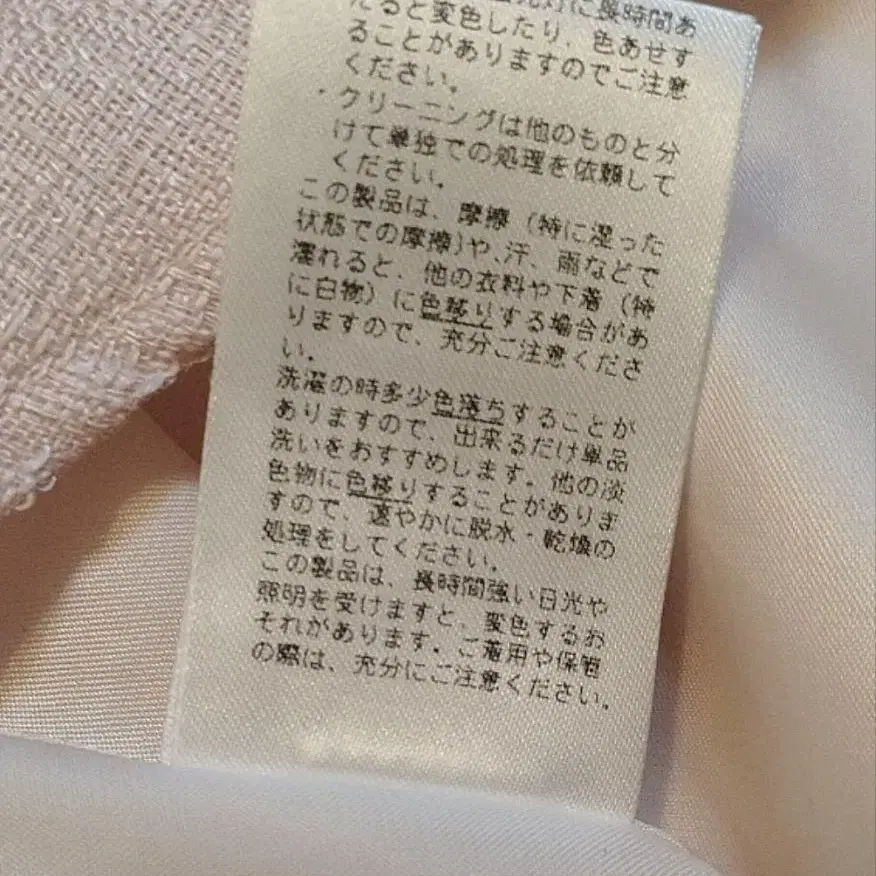 光灯に長時間あ
たると変色したり、色あせす
ることがありますのでご注意
ください。
・クリーニングは他のものと分
けて単独での処理を依頼して
ください。
この製品は、摩擦（特に湿った
状態での摩擦)や、汗、雨などで
濡れると、他の衣料や下着（特
に白物）に色移りする場合があ
りますので、充分ご注意くださ
い。
洗濯の時多少色落ちすることが
ありますので、出来るだけ単品
洗いをおすすめします。他の淡
色物に色移りすることがありま
すので、速やかに脱水・乾燥の
処理をしてください。
この製品は、長時間強い日光や
照明を受けますと、変色するお
それがあります。ご着用や保管
の際は、充分にご注意ください。